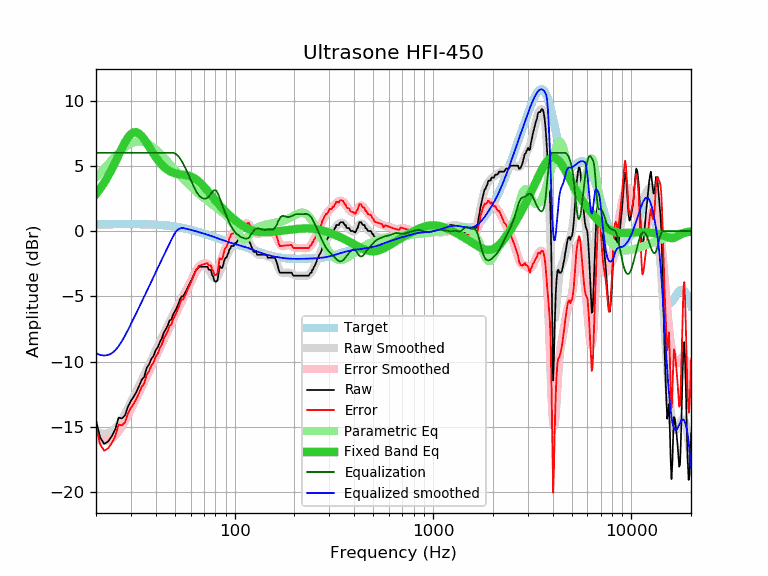 Ultrasone HFI-450
Amplitude (dBr)
10
5
0
−5
−10
−15
−20
Target
Raw Smoothed
Error Smoothed
Raw
Error
Parametric Eq
Fixed Band Eq
Equalization
Equalized smoothed
100 1000 10000
Frequency (Hz)